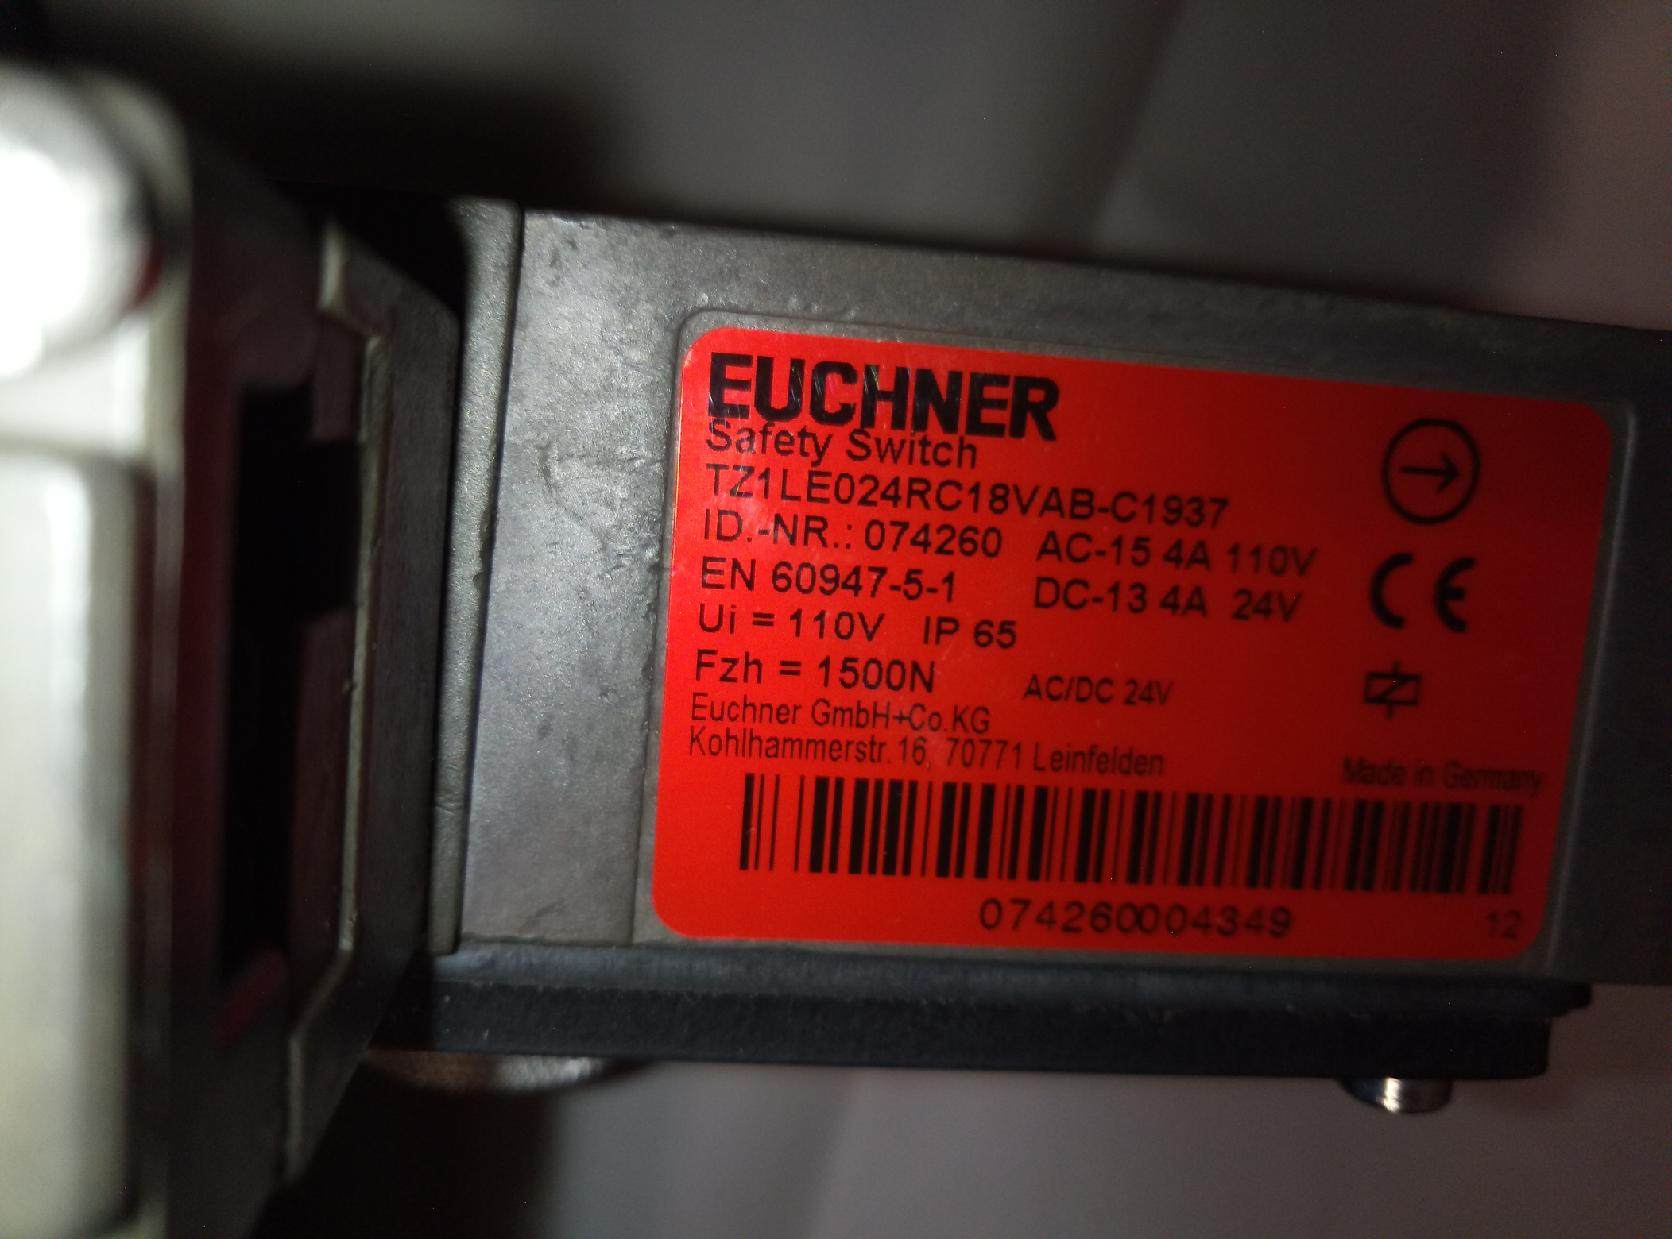 EUCHNER
Safety Switch
TZ1LE024RC18VAB-C1937
ID.-NR.: 074260 AC-15 4A 110V
EN 60947-5-1 DC-13 4A 24V
Ui = 110V IP 65
Fzh = 1500N AC/DC 24V
Euchner GmbH+Co.KG
Kohlhammerstr.16, 70771 Leinfelden
CE
Made in Germany
074260004349
12